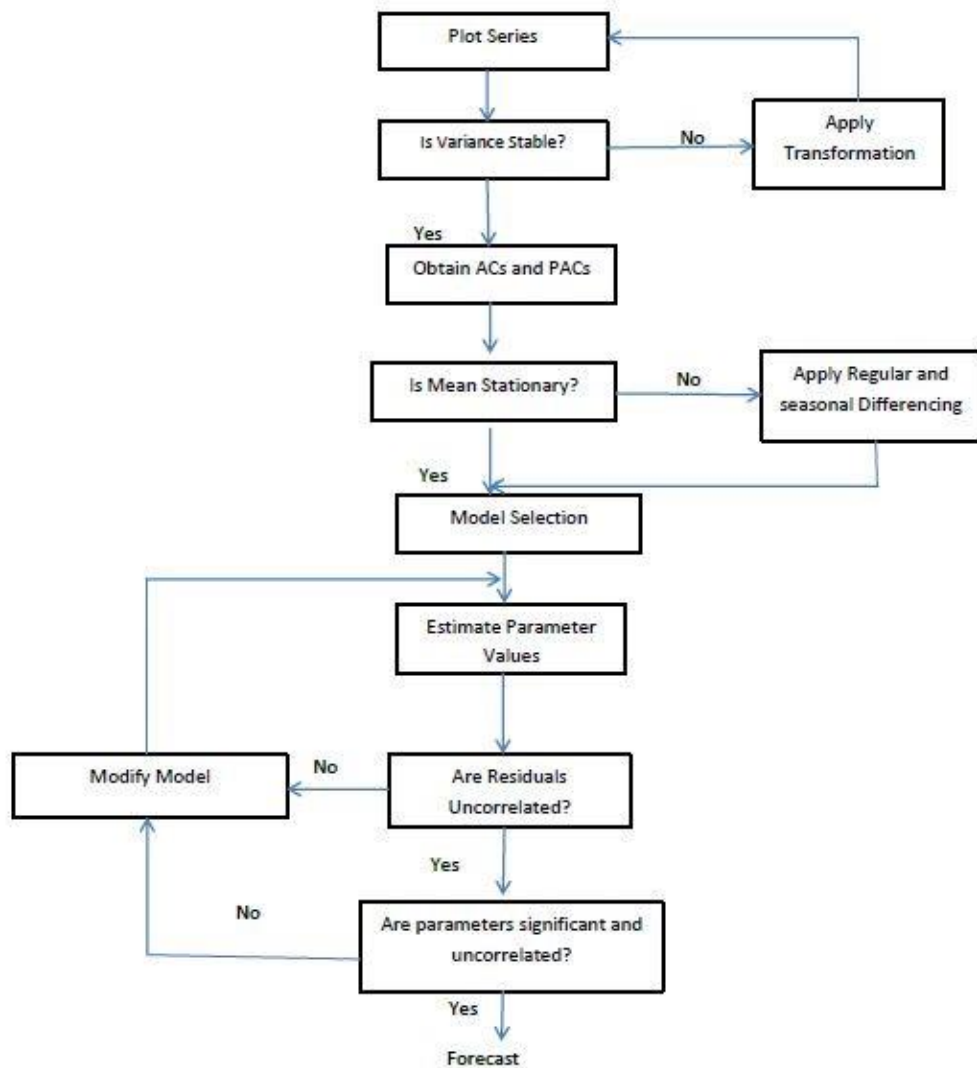 Plot Series
Is Variance Stable?
No
Apply
Transformation
Yes
Obtain ACs and PACs
Is Mean Stationary?
No
Apply Regular and
seasonal Differencing
Yes
Model Selection
Estimate Parameter
Values
Modify Model
No
Are Residuals
Uncorrelated?
Yes
No
Are parameters significant and
uncorrelated?
Yes
Forecast